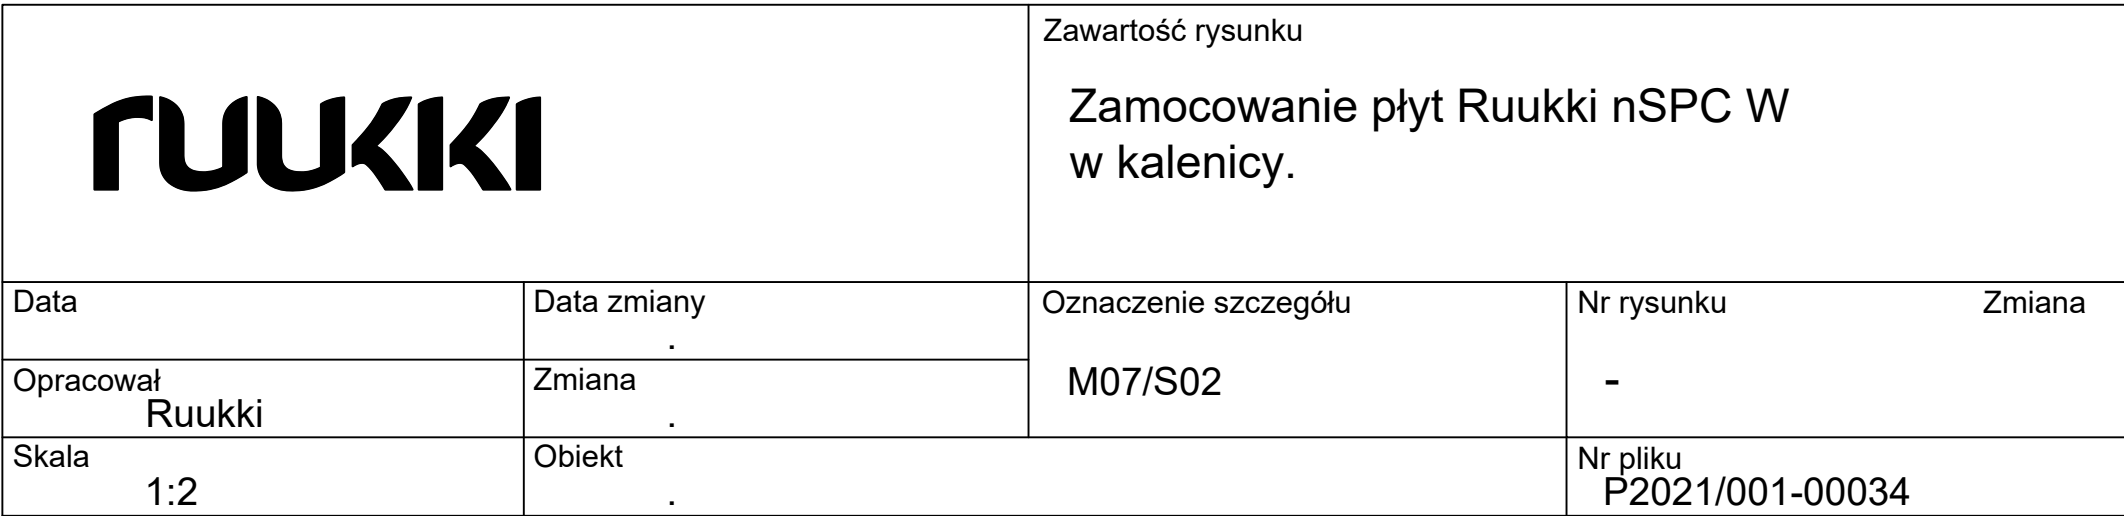 ruukki
Zawartość rysunku
Zamocowanie płyt Ruukki nSPC W
w kalenicy.
Data
Data zmiany
.
Oznaczenie szczegółu
M07/S02
Nr rysunku Zmiana
-
Opracował
Ruukki
Zmiana
.
Skala
1:2
Obiekt
.
Nr pliku
P2021/001-00034